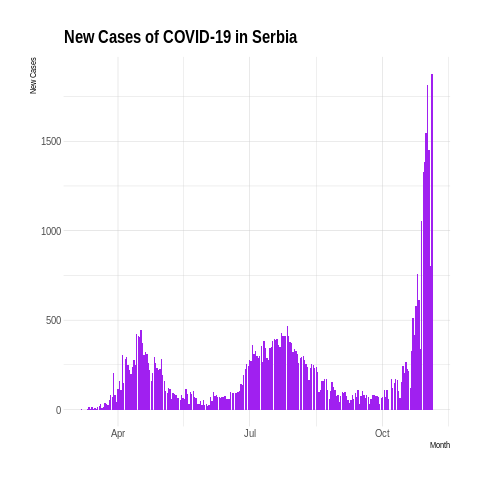 New Cases of COVID-19 in Serbia
New Cases
1500
1000
500
0
Apr
Jul
Oct
Month